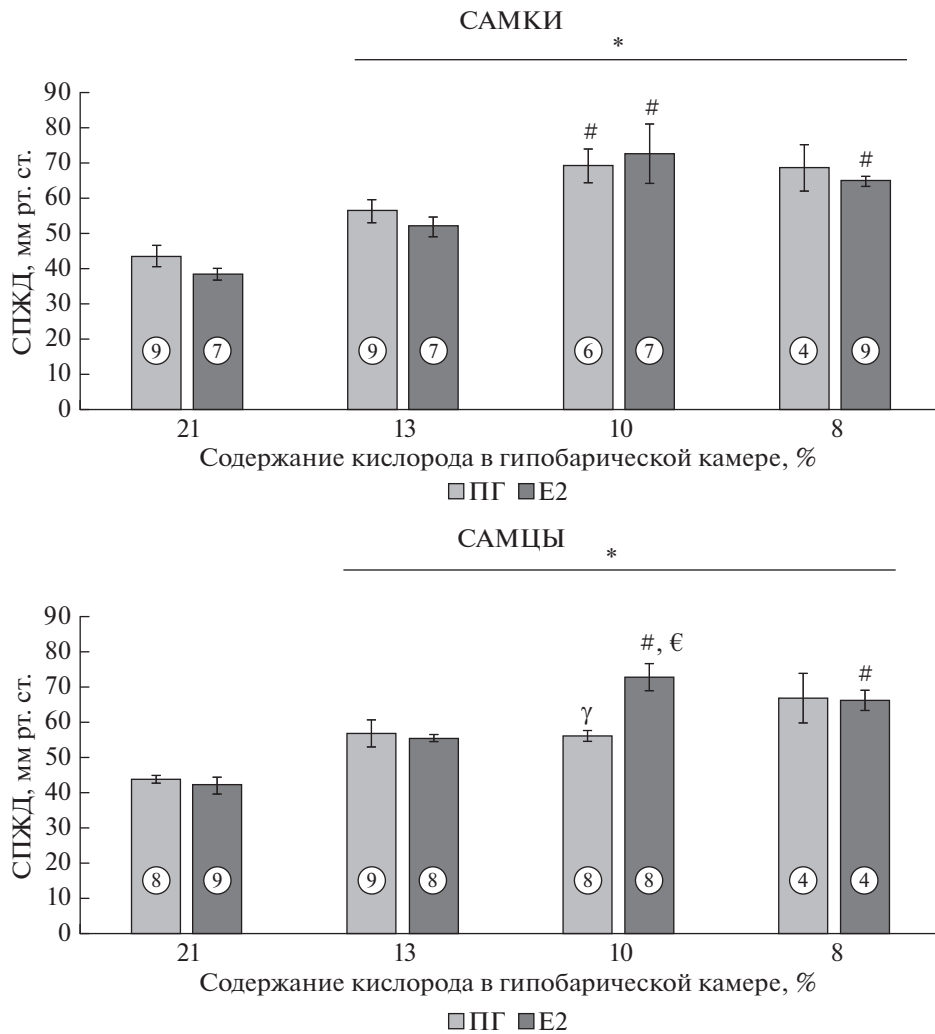 САМКИ
*
СПЖД, мм рт. ст.
90
80
70
60
50
40
30
20
10
0
# #
#
9 7 9 7 6 7 4 9
21 13 10 8
Содержание кислорода в гипобарической камере, %
ПГ Е2
САМЦЫ
*
СПЖД, мм рт. ст.
90
80
70
60
50
40
30
20
10
0
#, €
#
γ
8 9 9 8 8 8 4 4
21 13 10 8
Содержание кислорода в гипобарической камере, %
ПГ Е2